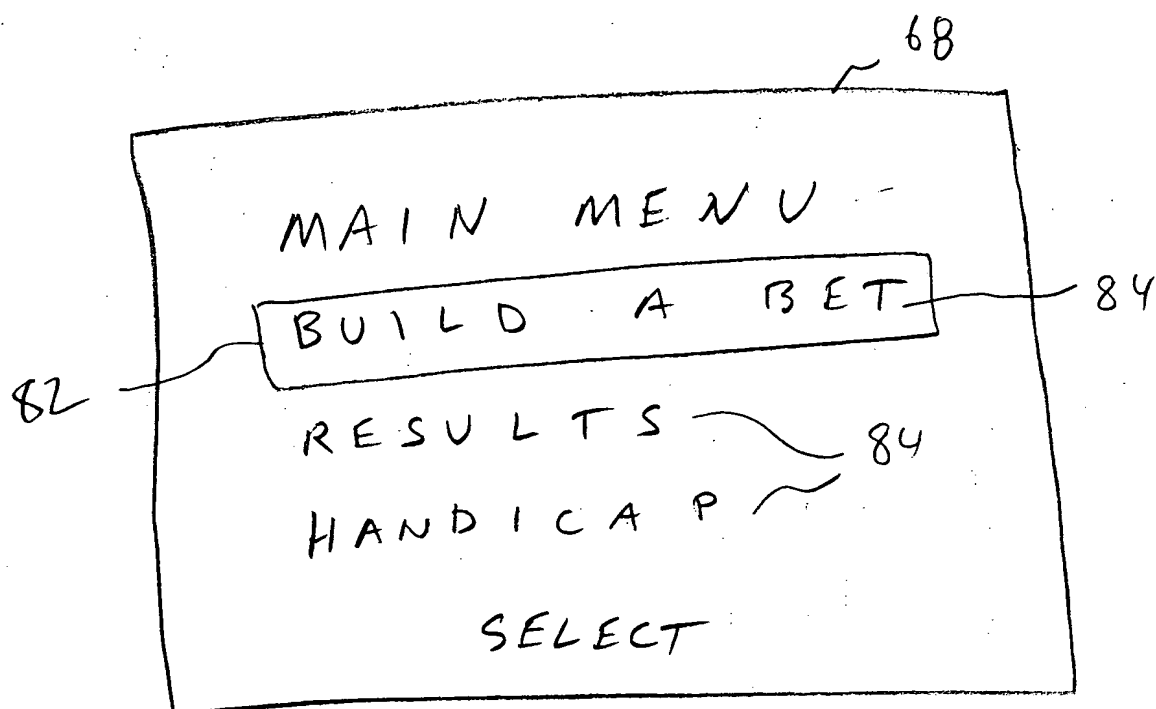 68
MAIN MENU
BUILD A BET
84
82
RESULTS
84
HANDICAP
SELECT